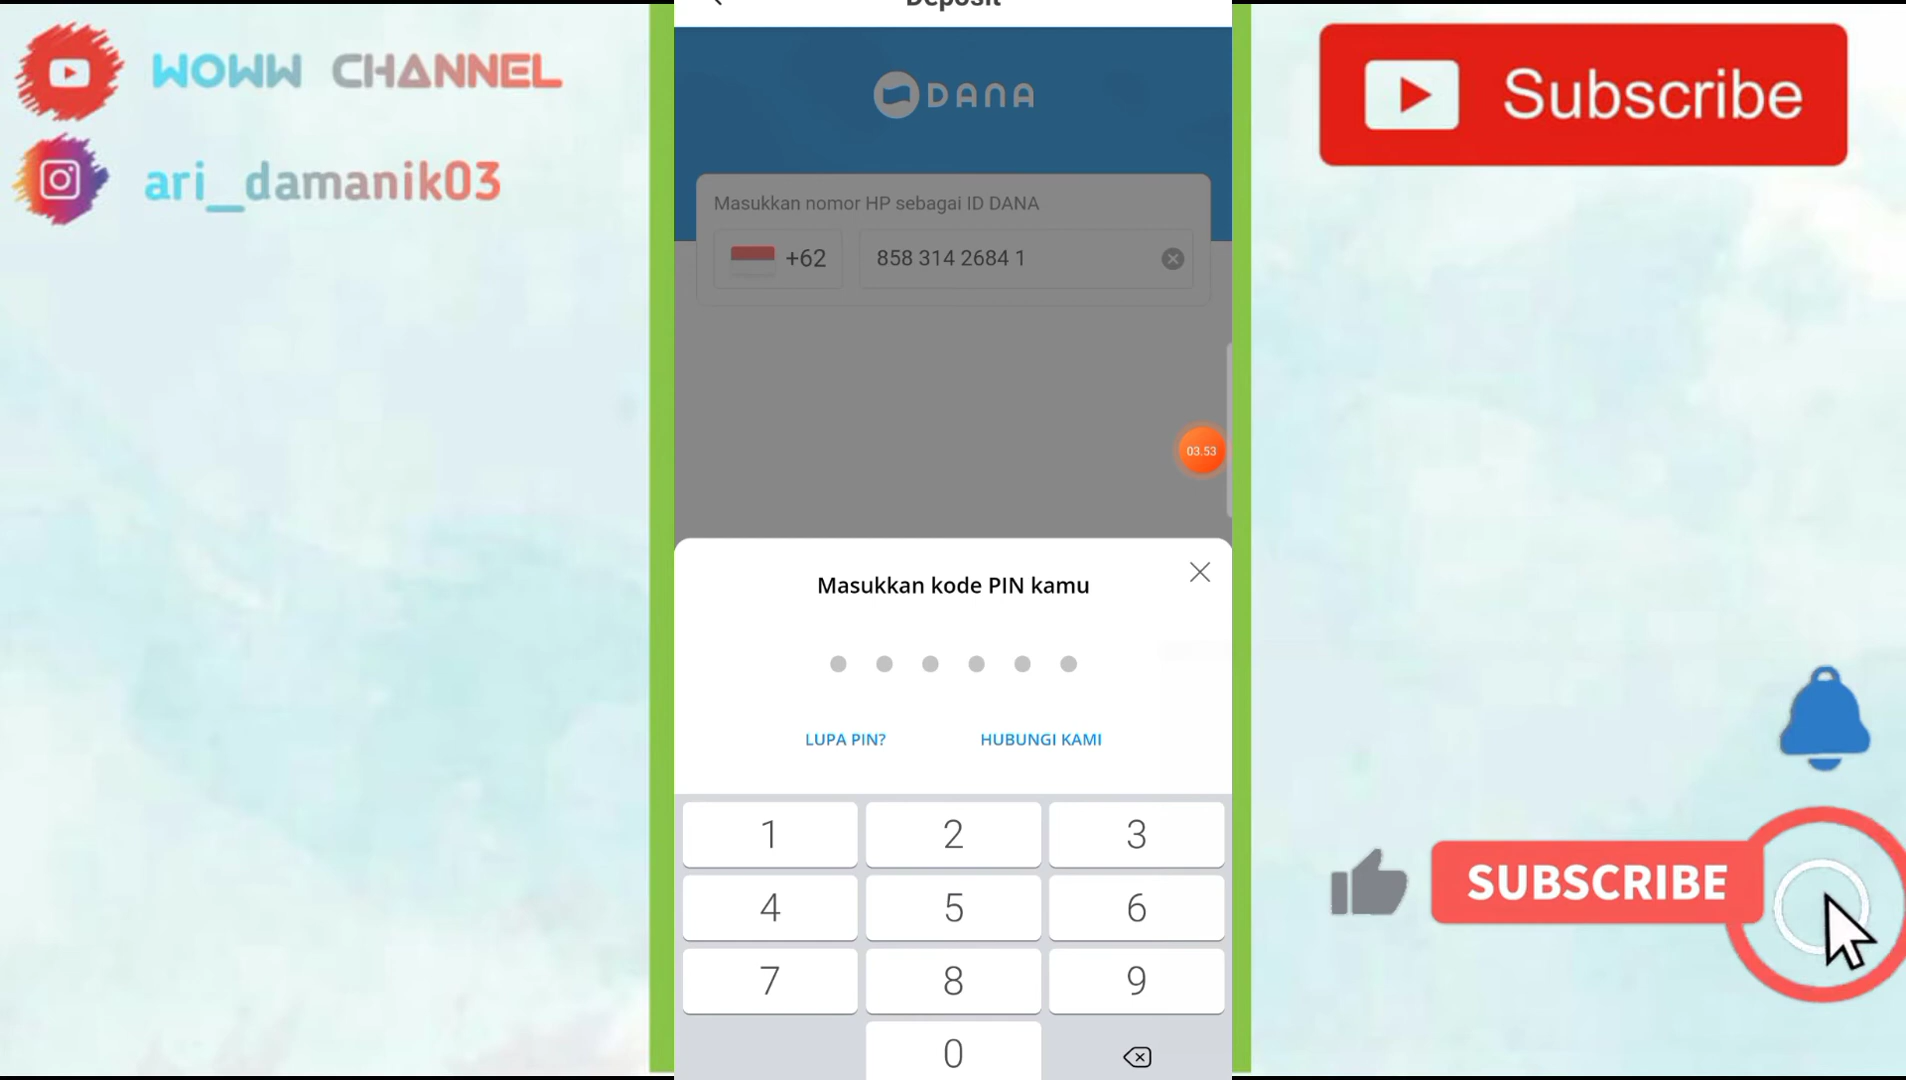 WOWW CHANNEL
ari_damanik03
Deposit
DANA
Masukkan nomor HP sebagai ID DANA
+62
858 314 2684 1
03.53
Masukkan kode PIN kamu
LUPA PIN?
HUBUNGI KAMI
1
2
3
4
5
6
7
8
9
0
Subscribe
SUBSCRIBE